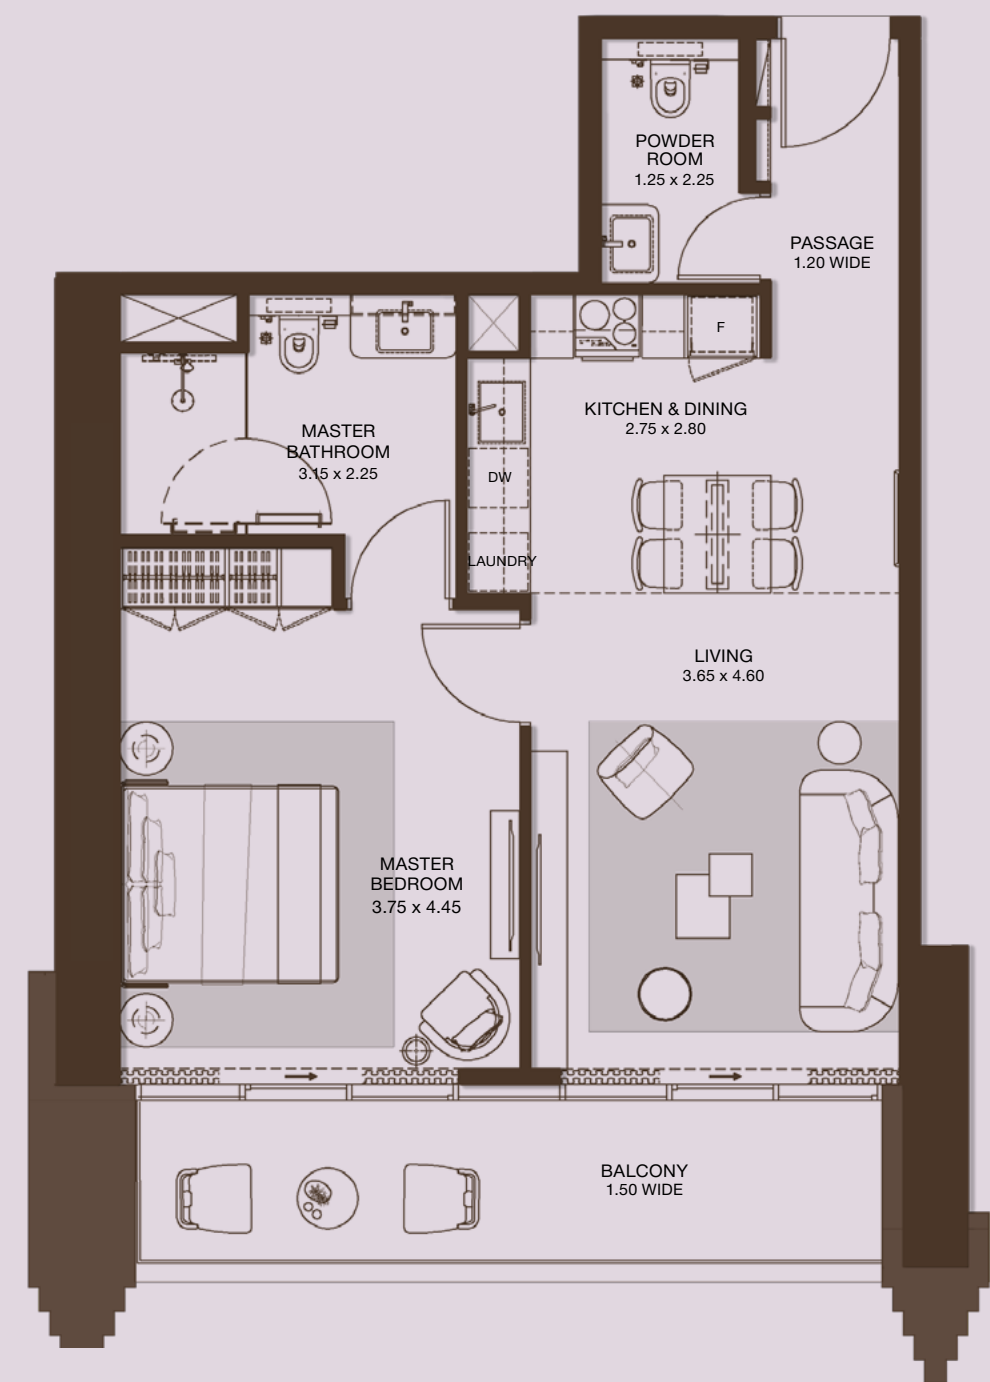 POWDER
ROOM
1.25 x 2.25
PASSAGE
1.20 WIDE
F
KITCHEN & DINING
2.75 x 2.80
MASTER
BATHROOM
3.15 x 2.25
DW
LAUNDRY
LIVING
3.65 x 4.60
MASTER
BEDROOM
3.75 x 4.45
BALCONY
1.50 WIDE